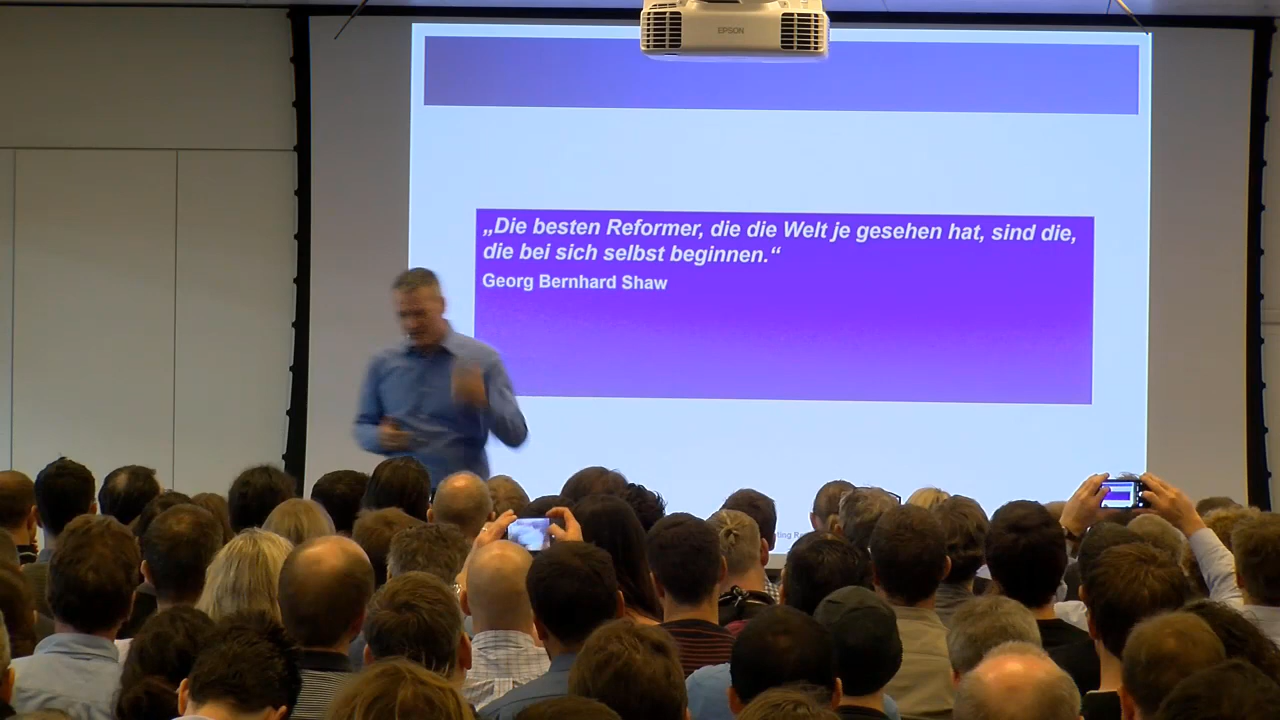 EPSON
„Die besten Reformer, die die Welt je gesehen hat, sind die,
die bei sich selbst beginnen.“
Georg Bernhard Shaw